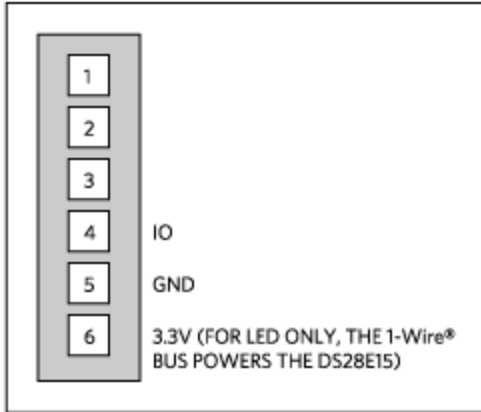 1
2
3
4 IO
5 GND
6 3.3V (FOR LED ONLY, THE 1-Wire®
BUS POWERS THE DS28E15)